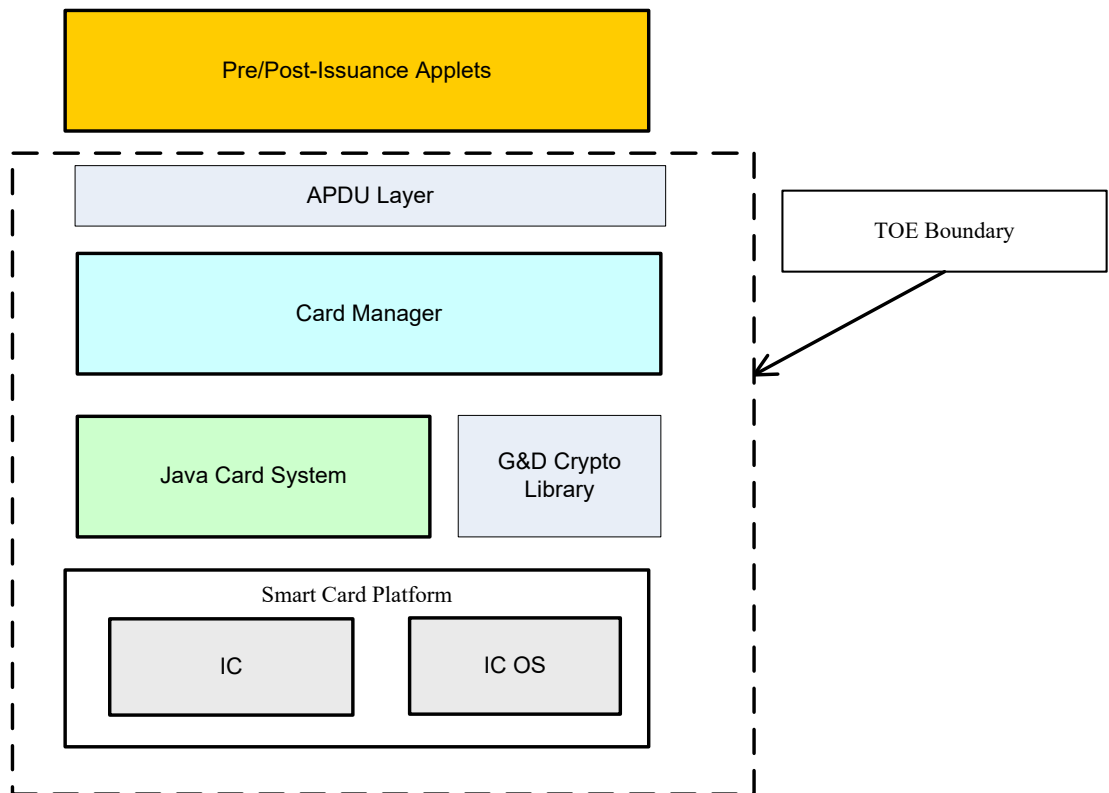 Pre/Post-Issuance Applets
APDU Layer
TOE Boundary
Card Manager
Java Card System
G&D Crypto
Library
Smart Card Platform
IC
IC OS